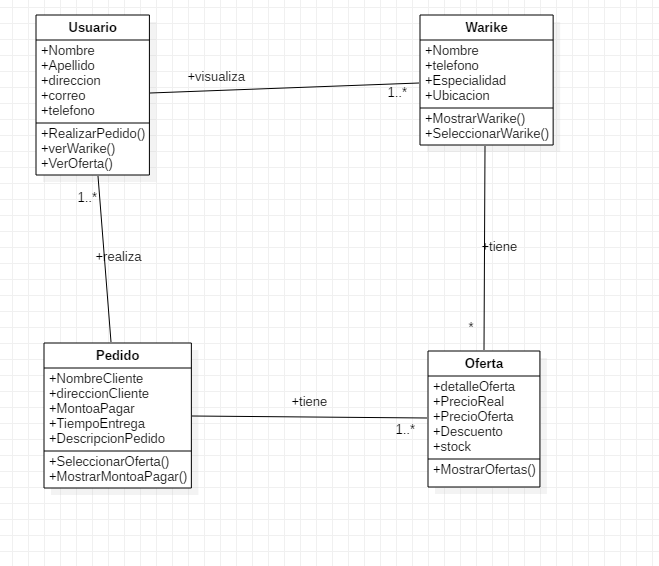 Usuario
+Nombre
+Apellido
+direccion
+correo
+telefono
+RealizarPedido()
+verWarike()
+VerOferta()
+visualiza
1..*
Warike
+Nombre
+telefono
+Especialidad
+Ubicacion
+MostrarWarike()
+SeleccionarWarike()
1..*
+realiza
+tiene
*
Pedido
+NombreCliente
+direccionCliente
+MontoaPagar
+TiempoEntrega
+DescripcionPedido
+SeleccionarOferta()
+MostrarMontoaPagar()
+tiene
1..*
Oferta
+detalleOferta
+PrecioReal
+PrecioOferta
+Descuento
+stock
+MostrarOfertas()